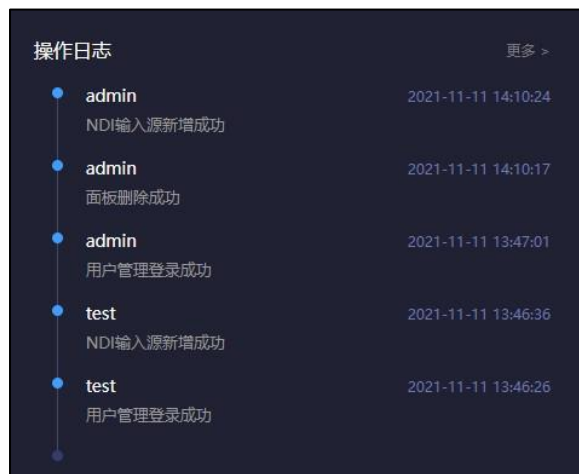 操作日志 更多 >
admin 2021-11-11 14:10:24
NDI输入源新增成功
admin 2021-11-11 14:10:17
面板删除成功
admin 2021-11-11 13:47:01
用户管理登录成功
test 2021-11-11 13:46:36
NDI输入源新增成功
test 2021-11-11 13:46:26
用户管理登录成功